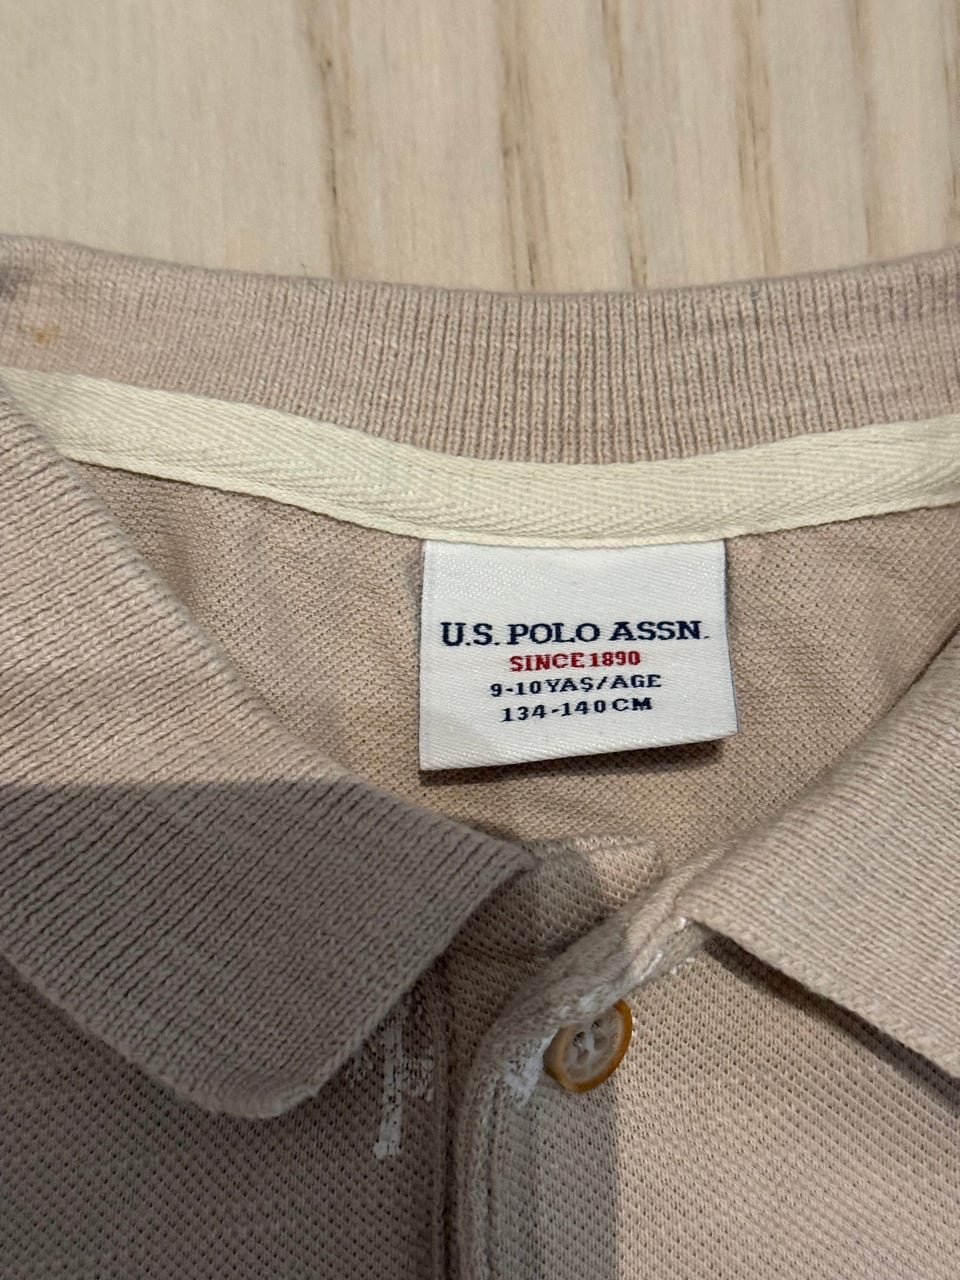 U.S. POLO ASSN.
SINCE 1890
9-10 YAŞ/AGE
134-140 CM